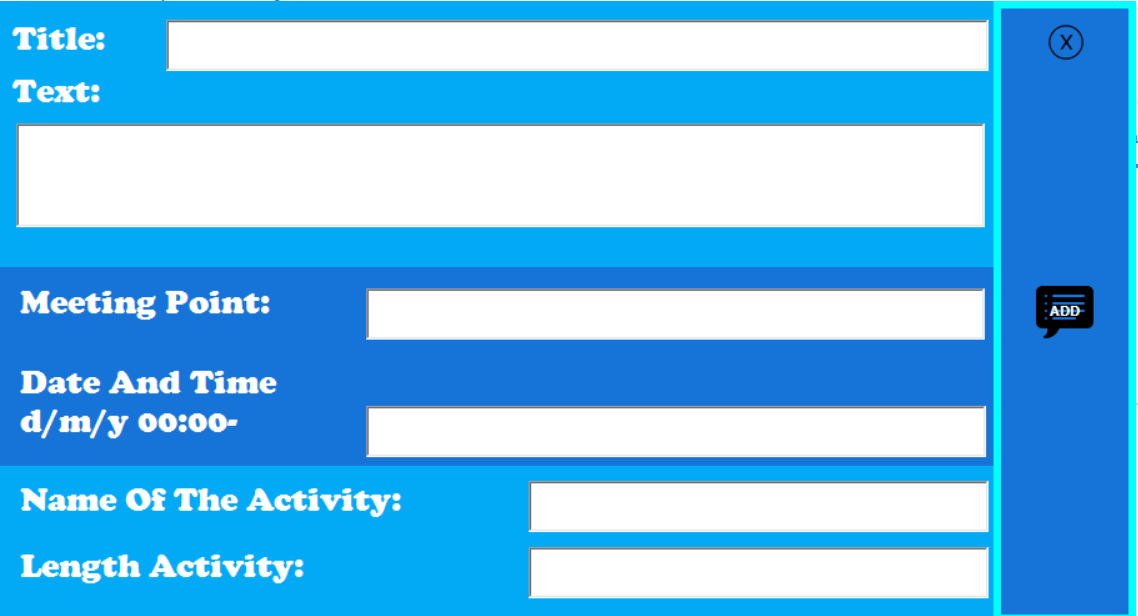 Title:
X
Text:
Meeting Point:
ADD
Date And Time
d/m/y 00:00-
Name Of The Activity:
Length Activity: